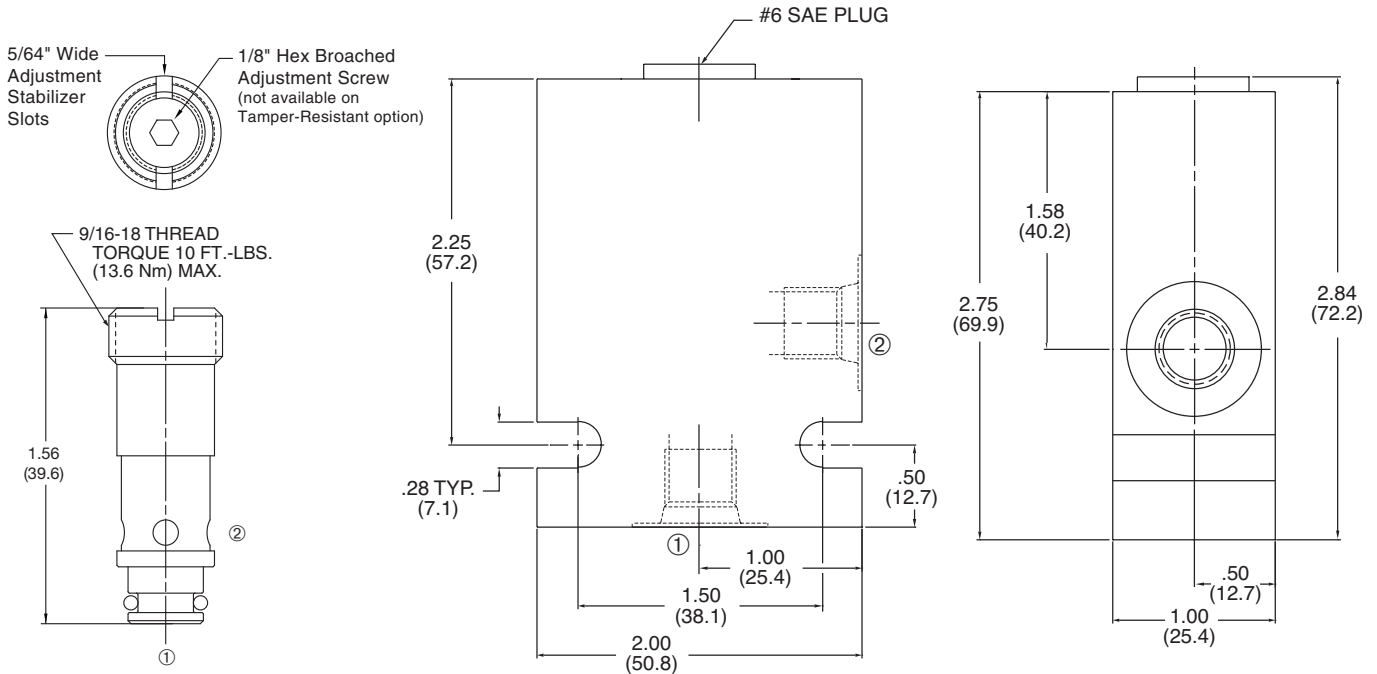 #6 SAE PLUG
5/64" Wide
Adjustment
Stabilizer
Slots
1/8" Hex Broached
Adjustment Screw
(not available on
Tamper-Resistant option)
9/16-18 THREAD
TORQUE 10 FT.-LBS.
(13.6 Nm) MAX.
1.56
(39.6)
②
①
2.25
(57.2)
②
.28 TYP.
(7.1)
.50
(12.7)
①
1.00
(25.4)
1.50
(38.1)
2.00
(50.8)
1.58
(40.2)
2.75
(69.9)
2.84
(72.2)
.50
(12.7)
1.00
(25.4)